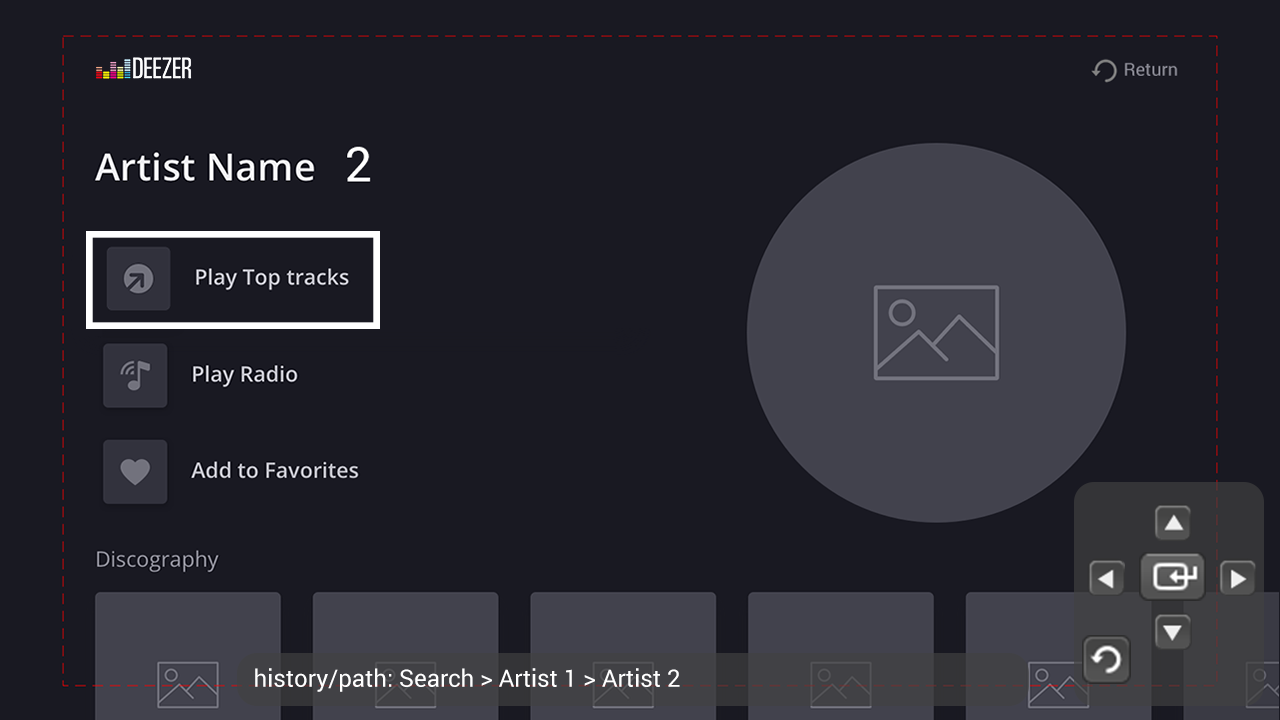 DEEZER
Return
Artist Name 2
Play Top tracks
Play Radio
Add to Favorites
Discography
history/path: Search > Artist 1 > Artist 2